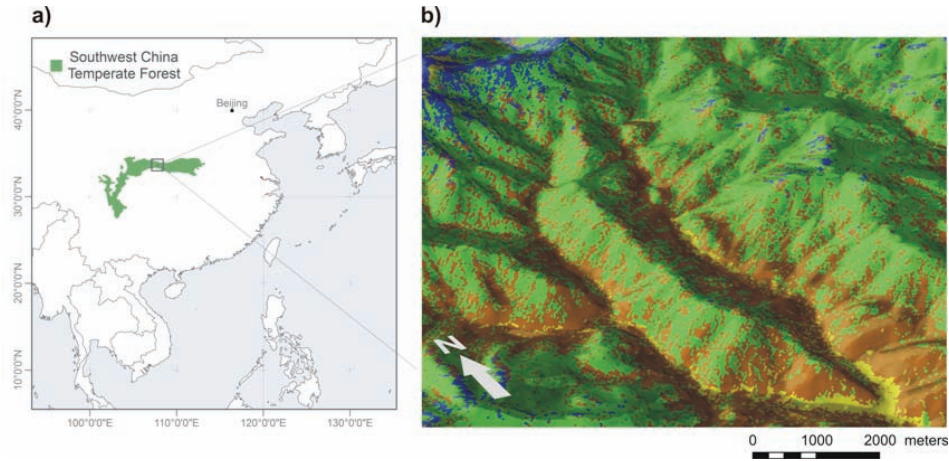 a)
Southwest China
Temperate Forest
Beijing
40°0'0"N
30°0'0"N
20°0'0"N
10°0'0"N
100°0'0"E
110°0'0"E
120°0'0"E
130°0'0"E
b)
N
0 1000 2000 meters